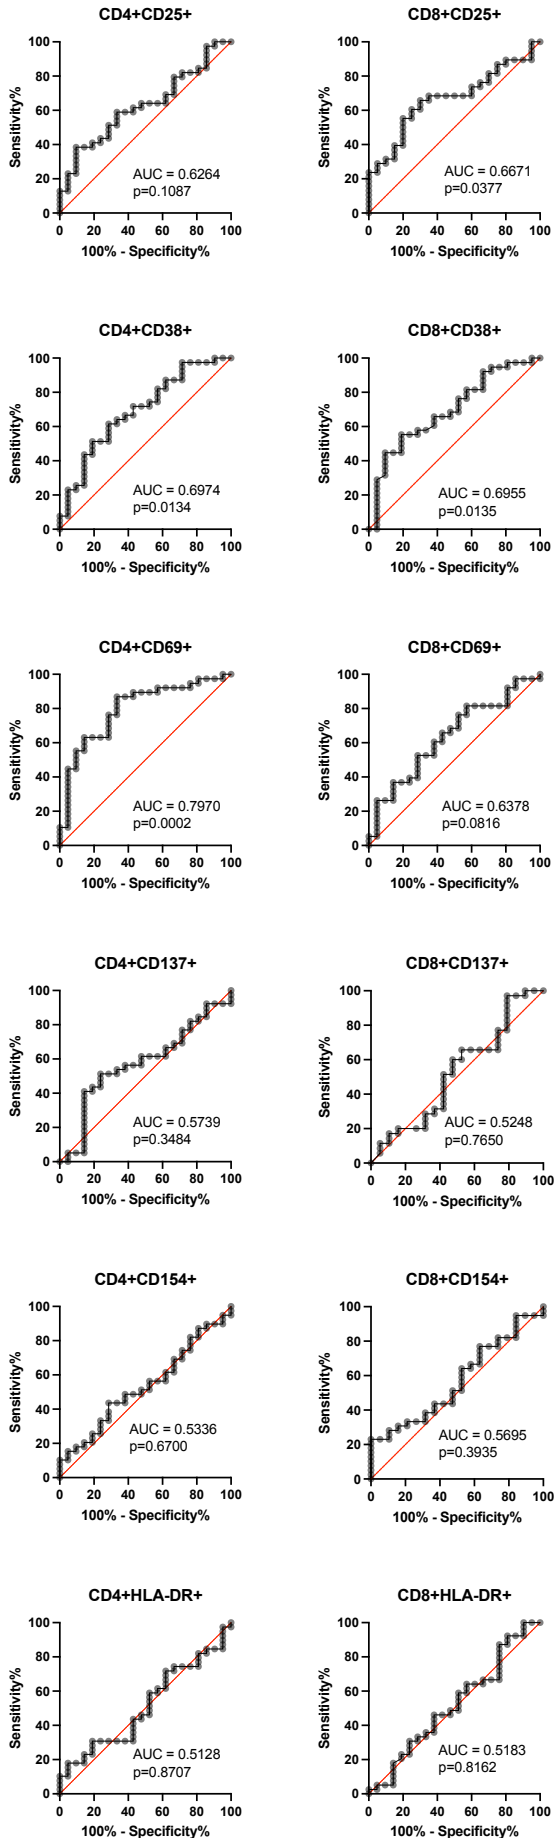 CD4+CD25+
Sensitivity%
100
80
60
40
20
0
AUC = 0.6264
p=0.1087
0 20 40 60 80 100
100% - Specificity%
CD8+CD25+
Sensitivity%
100
80
60
40
20
0
AUC = 0.6671
p=0.0377
0 20 40 60 80 100
100% - Specificity%
CD4+CD38+
Sensitivity%
100
80
60
40
20
0
AUC = 0.6974
p=0.0134
0 20 40 60 80 100
100% - Specificity%
CD8+CD38+
Sensitivity%
100
80
60
40
20
0
AUC = 0.6955
p=0.0135
0 20 40 60 80 100
100% - Specificity%
CD4+CD69+
Sensitivity%
100
80
60
40
20
0
AUC = 0.7970
p=0.0002
0 20 40 60 80 100
100% - Specificity%
CD8+CD69+
Sensitivity%
100
80
60
40
20
0
AUC = 0.6378
p=0.0816
0 20 40 60 80 100
100% - Specificity%
CD4+CD137+
Sensitivity%
100
80
60
40
20
0
AUC = 0.5739
p=0.3484
0 20 40 60 80 100
100% - Specificity%
CD8+CD137+
Sensitivity%
100
80
60
40
20
0
AUC = 0.5248
p=0.7650
0 20 40 60 80 100
100% - Specificity%
CD4+CD154+
Sensitivity%
100
80
60
40
20
0
AUC = 0.5336
p=0.6700
0 20 40 60 80 100
100% - Specificity%
CD8+CD154+
Sensitivity%
100
80
60
40
20
0
AUC = 0.5695
p=0.3935
0 20 40 60 80 100
100% - Specificity%
CD4+HLA-DR+
Sensitivity%
100
80
60
40
20
0
AUC = 0.5128
p=0.8707
0 20 40 60 80 100
100% - Specificity%
CD8+HLA-DR+
Sensitivity%
100
80
60
40
20
0
AUC = 0.5183
p=0.8162
0 20 40 60 80 100
100% - Specificity%